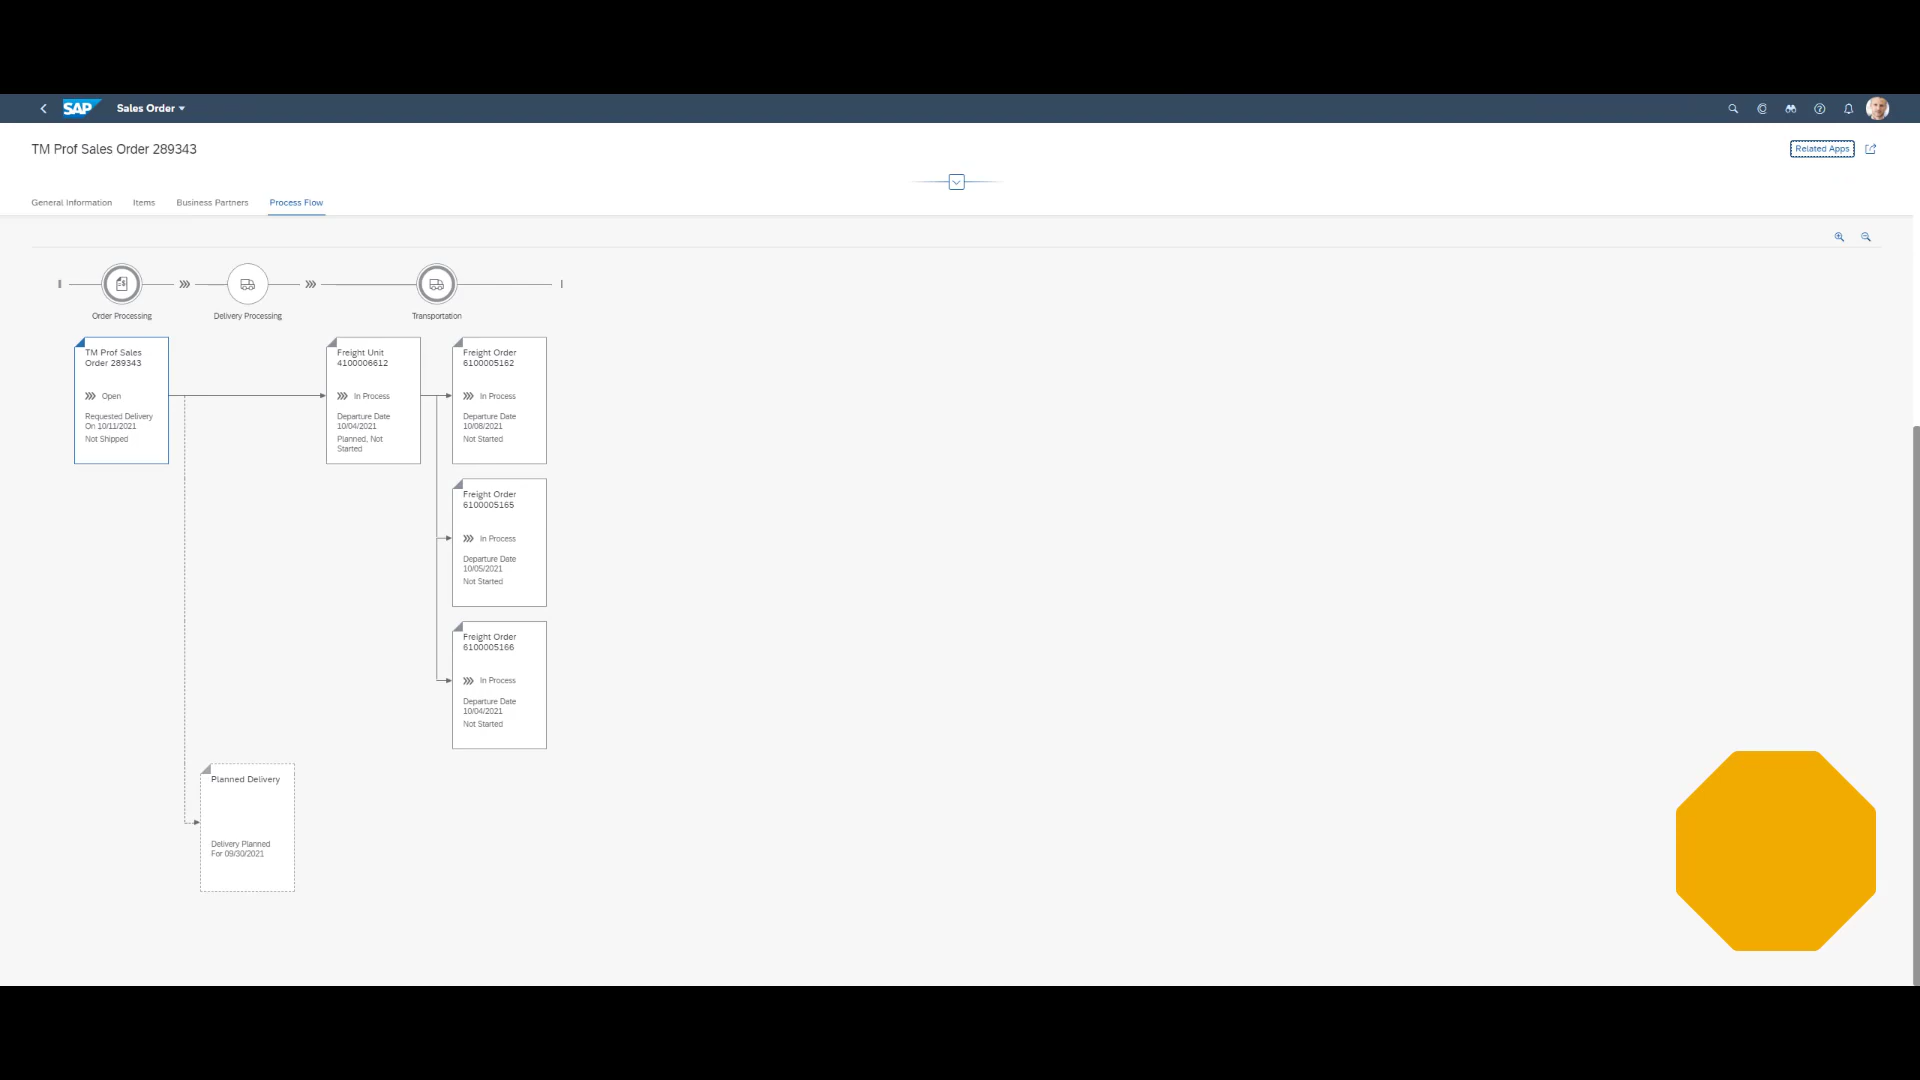 SAP Sales Order
TM Prof Sales Order 289343
Related Apps
General Information Items Business Partners Process Flow
Order Processing Delivery Processing Transportation
TM Prof Sales
Order 289343
Open
Requested Delivery
On 10/11/2021
Not Shipped
Freight Unit
4100006612
In Process
Departure Date
10/04/2021
Planned, Not
Started
Freight Order
6100005162
In Process
Departure Date
10/08/2021
Not Started
Freight Order
6100005165
In Process
Departure Date
10/05/2021
Not Started
Freight Order
6100005166
In Process
Departure Date
10/04/2021
Not Started
Planned Delivery
Delivery Planned
For 09/30/2021